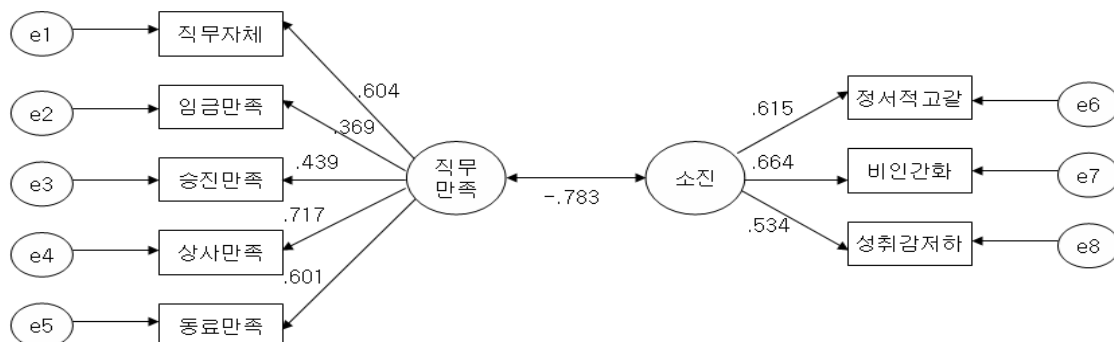 e1
직무자체
.604
e2
임금만족
.369
e3
승진만족
.439
직무
만족
e4
상사만족
.717
e5
동료만족
.601
-.783
소진
.615
정서적고갈
e6
.664
비인간화
e7
.534
성취감저하
e8